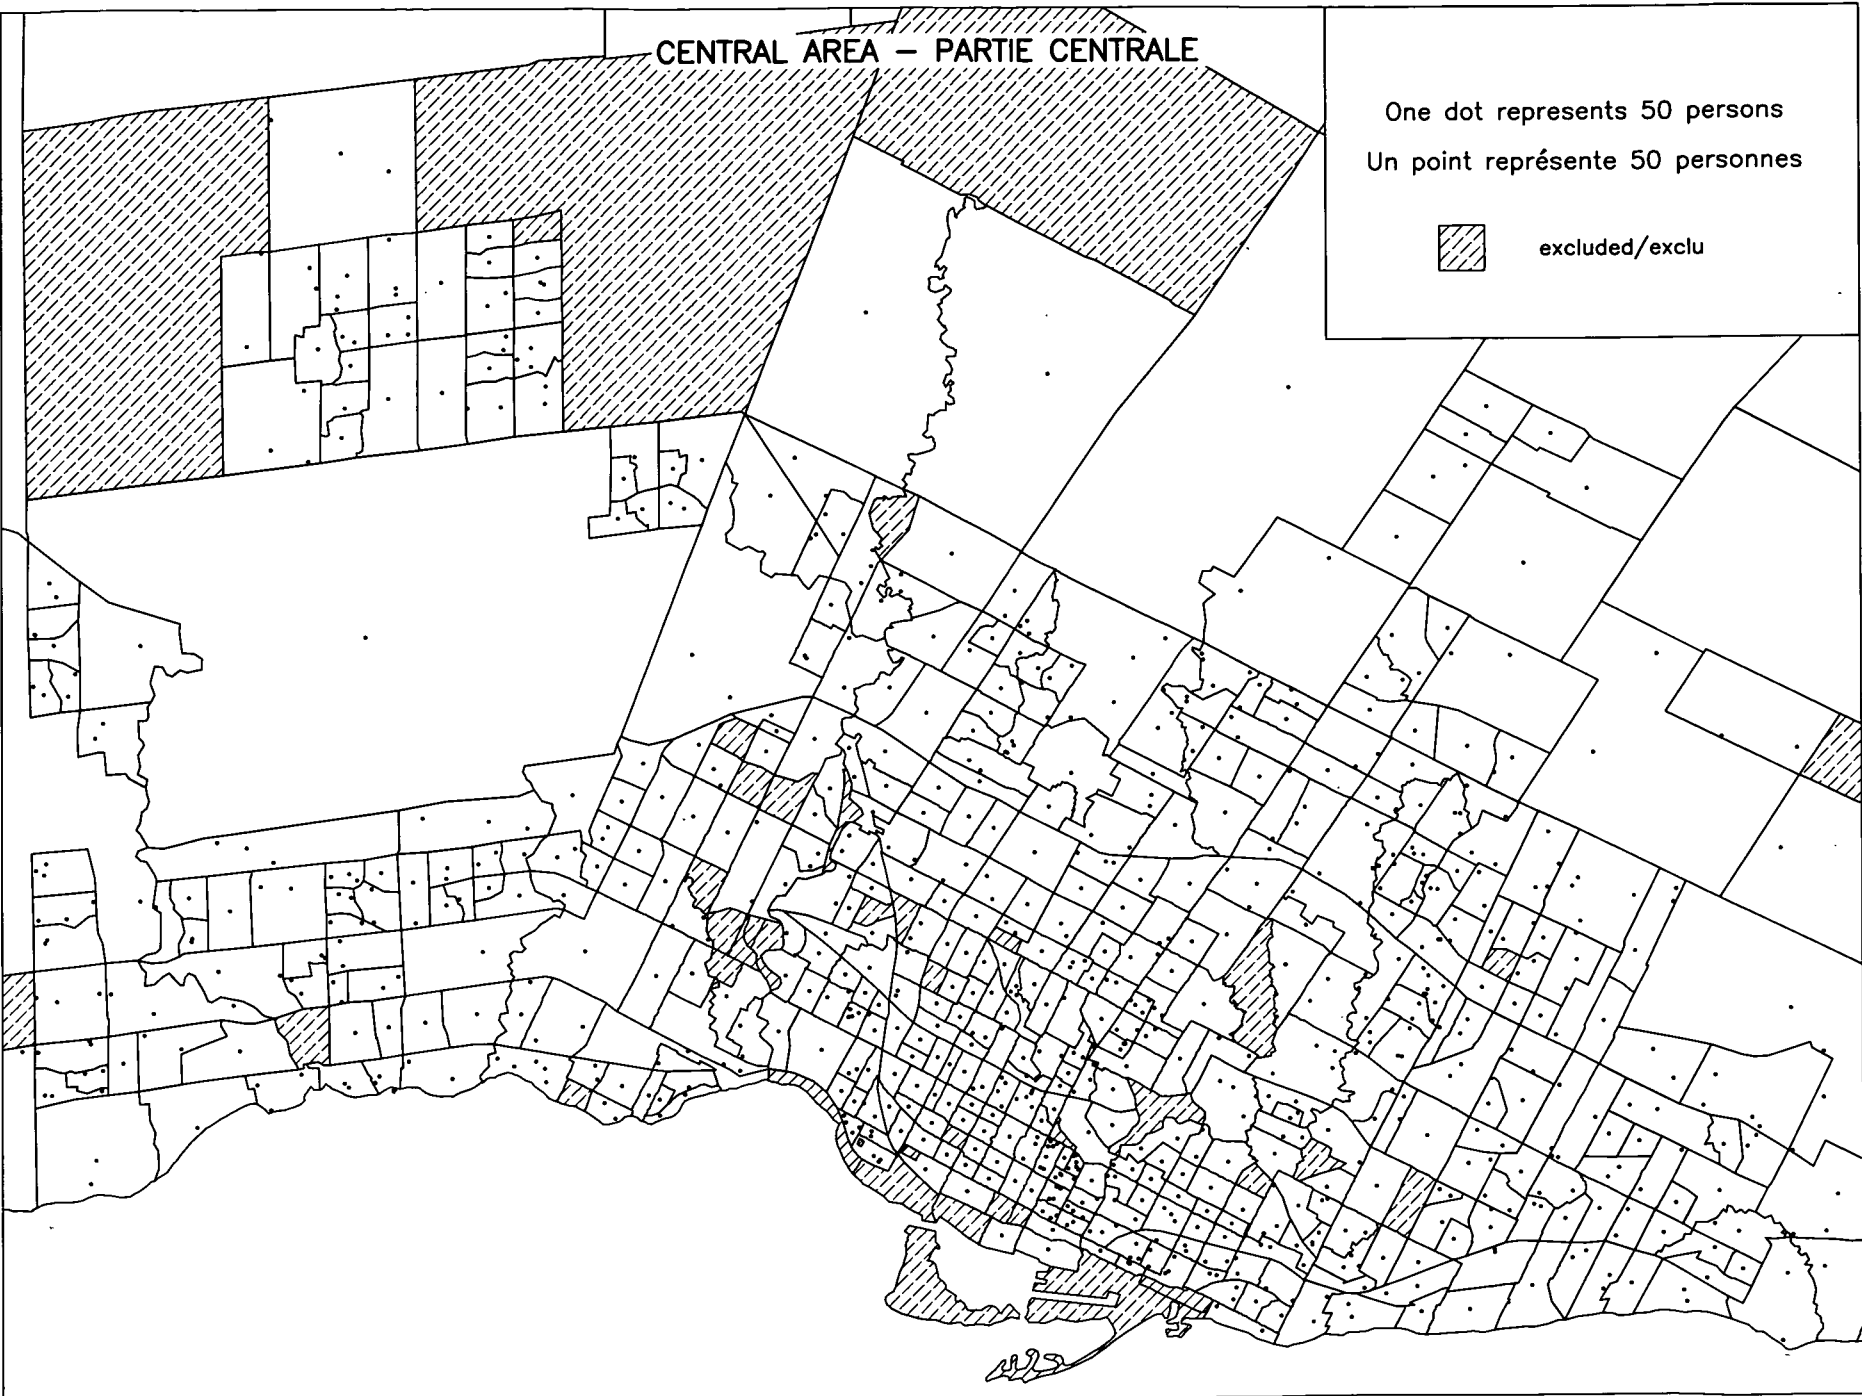 CENTRAL AREA – PARTIE CENTRALE
One dot represents 50 persons
Un point représente 50 personnes
excluded/exclu